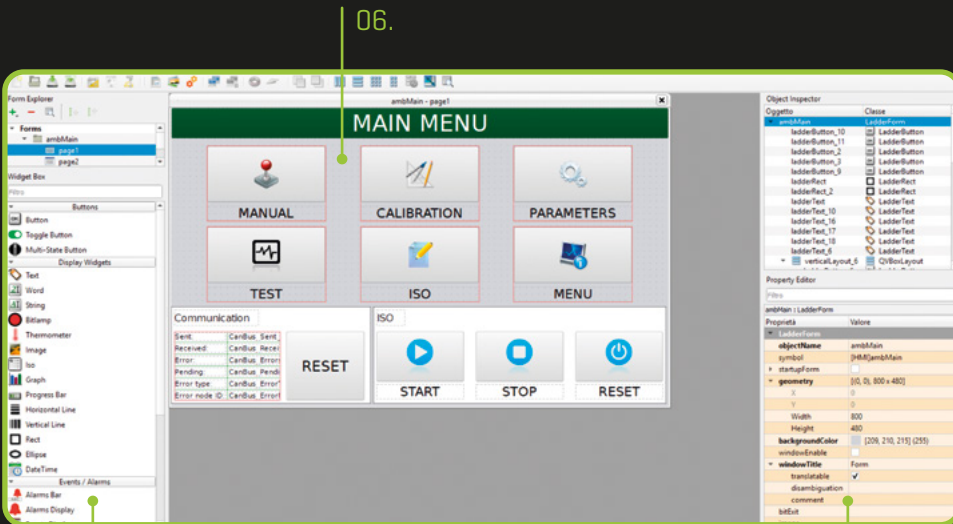 06.
Form Explorer
Forms
ambMain
page1
page2
Widget Box
Filtro
Buttons
Button
Toggle Button
Multi-State Button
Display Widgets
Text
Word
String
Bitlamp
Thermometer
Image
Iso
Graph
Progress Bar
Horizontal Line
Vertical Line
Rect
Ellipse
DateTime
Events / Alarms
Alarms Bar
Alarms Display
ambMain - page1
MAIN MENU
MANUAL
CALIBRATION
PARAMETERS
TEST
ISO
MENU
Communication
Sent: CanBus_Sent_
Received: CanBus_Recei
Error: CanBus_Errors
Pending: CanBus_Pendi
Error type: CanBus_Error
Error node ID: CanBus_Error
RESET
ISO
START
STOP
RESET
Object Inspector
Oggetto Classe
ambMain LadderForm
ladderButton_10 LadderButton
ladderButton_11 LadderButton
ladderButton_2 LadderButton
ladderButton_3 LadderButton
ladderButton_9 LadderButton
ladderRect LadderRect
ladderRect_2 LadderRect
ladderText LadderText
ladderText_10 LadderText
ladderText_16 LadderText
ladderText_17 LadderText
ladderText_18 LadderText
ladderText_6 LadderText
verticalLayout_6 QVBoxLayout
Property Editor
Filtro
ambMain : LadderForm
Proprietà Valore
LadderForm
objectName ambMain
symbol [HMI]ambMain
startupForm
geometry [(0, 0), 800 x 480]
X 0
Y 0
Width 800
Height 480
backgroundColor [209, 210, 215] (255)
windowEnable
windowTitle Form
translatable
disambiguation
comment
bitExit